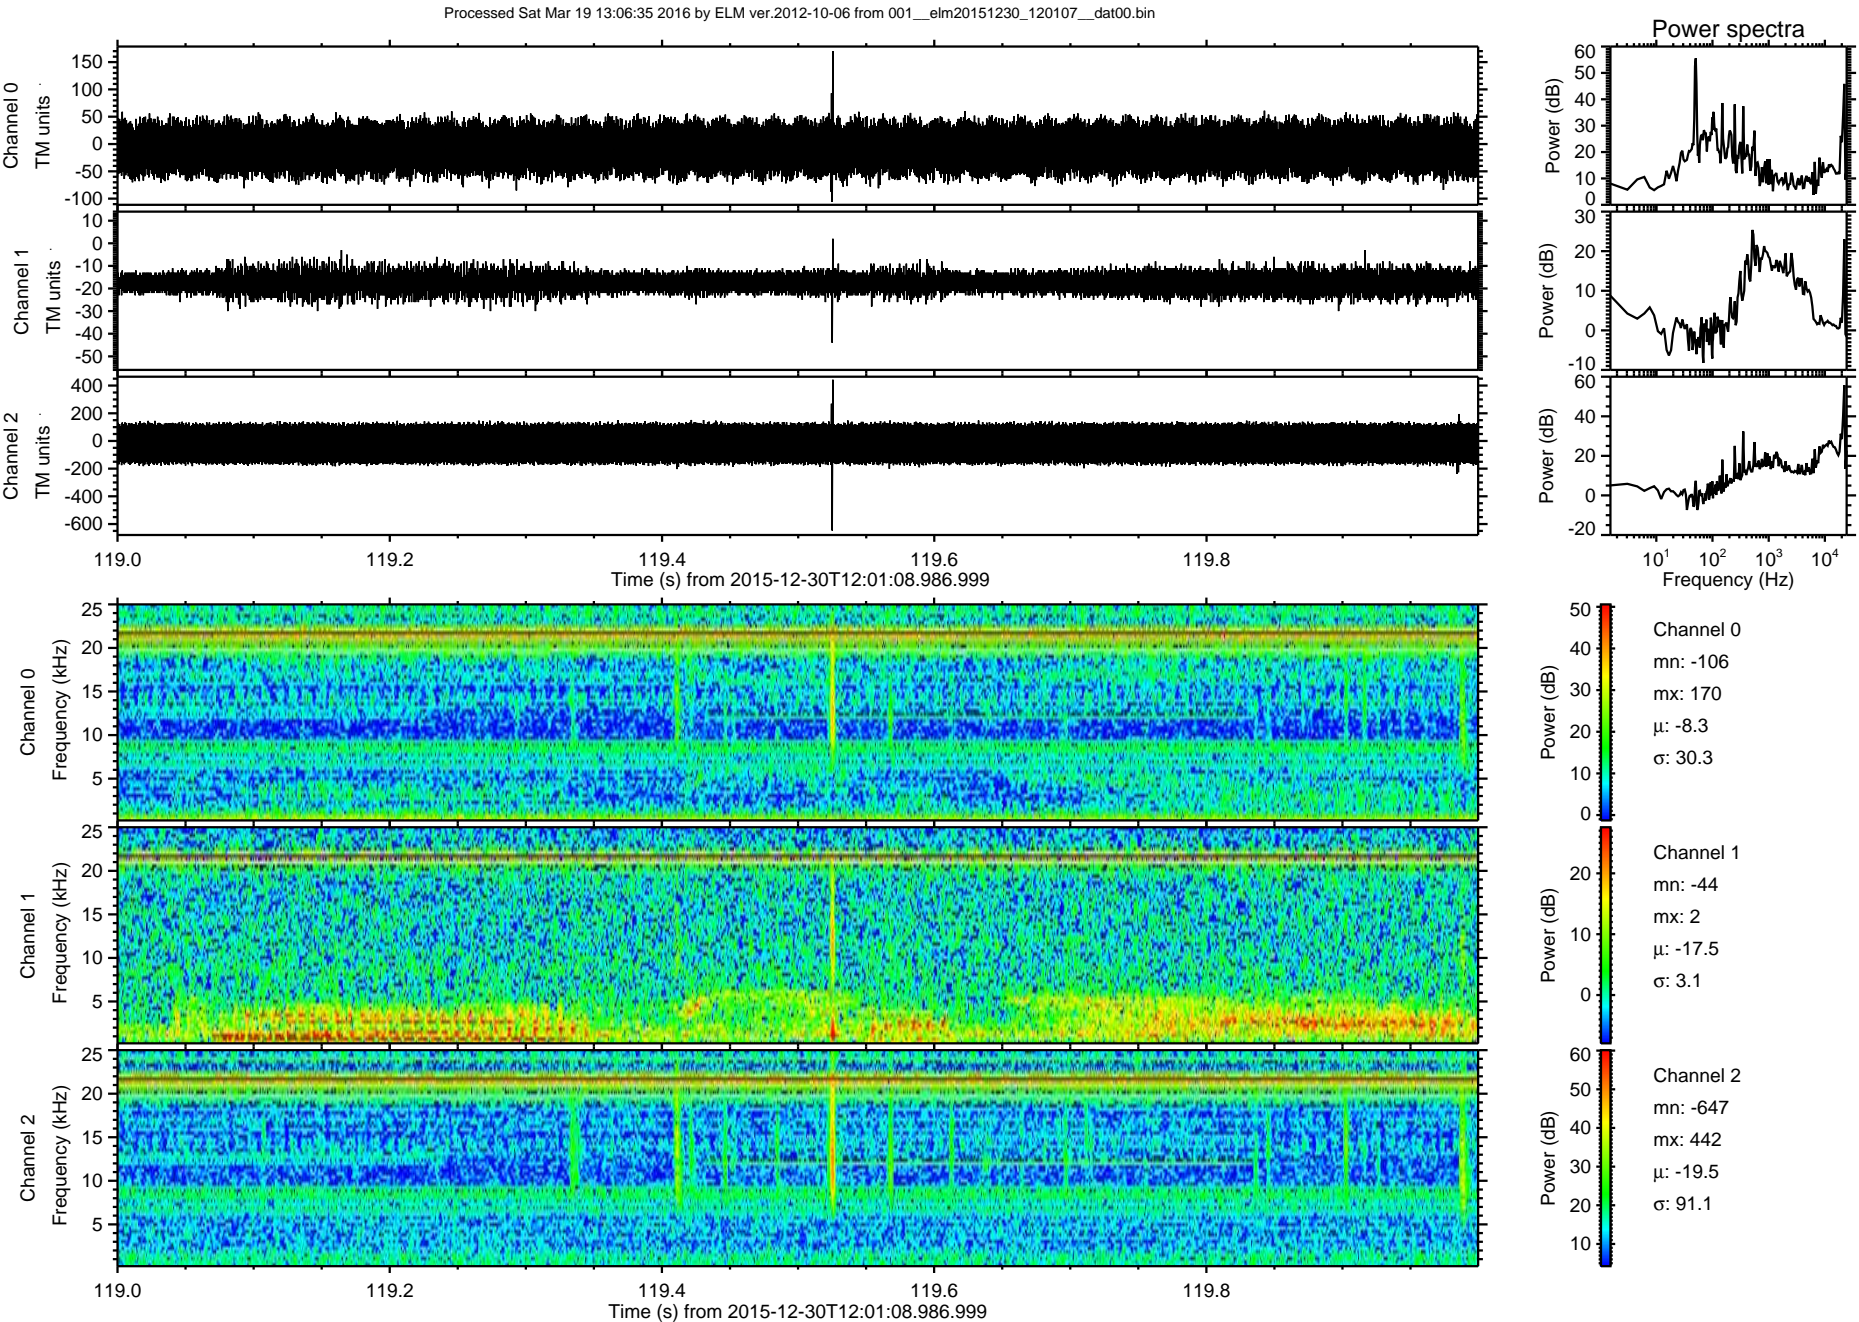 Processed Sat Mar 19 13:06:35 2016 by ELM ver.2012-10-06 from 001__elm20151230_120107__dat00.bin
Power spectra
Channel 0
TM units
150
100
50
0
-50
-100
Power (dB)
60
50
40
30
20
10
0
Channel 1
TM units
10
0
-10
-20
-30
-40
-50
Power (dB)
30
20
10
0
-10
Channel 2
TM units
400
200
0
-200
-400
-600
Power (dB)
60
40
20
0
-20
119.0 119.2 119.4 119.6 119.8
Time (s) from 2015-12-30T12:01:08.986.999
10¹ 10² 10³ 10⁴
Frequency (Hz)
Channel 0
Frequency (kHz)
25
20
15
10
5
Power (dB)
50
40
30
20
10
0
Channel 0
mn: -106
mx: 170
μ: -8.3
σ: 30.3
Channel 1
Frequency (kHz)
25
20
15
10
5
Power (dB)
20
10
0
Channel 1
mn: -44
mx: 2
μ: -17.5
σ: 3.1
Channel 2
Frequency (kHz)
25
20
15
10
5
Power (dB)
60
50
40
30
20
10
Channel 2
mn: -647
mx: 442
μ: -19.5
σ: 91.1
119.0 119.2 119.4 119.6 119.8
Time (s) from 2015-12-30T12:01:08.986.999